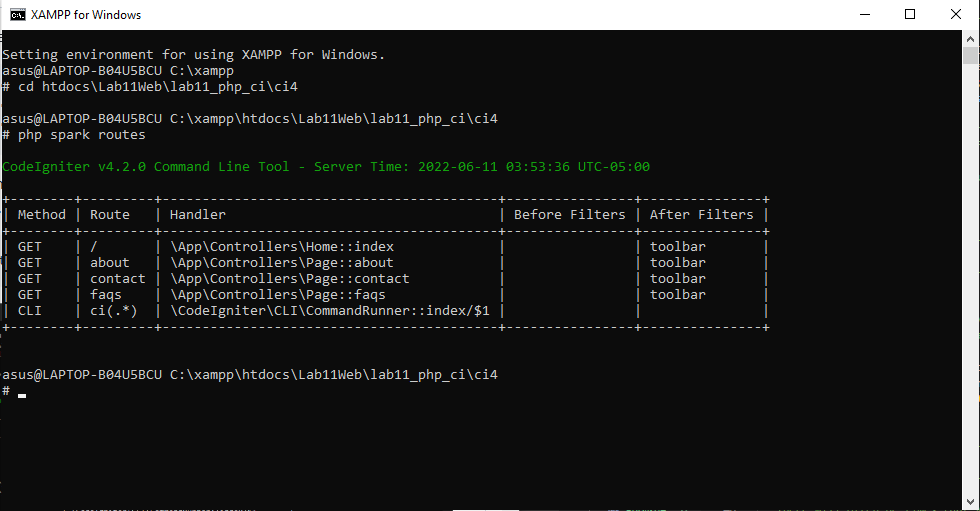 XAMPP for Windows
Setting environment for using XAMPP for Windows.
asus@LAPTOP-B04U5BCU C:\xampp
# cd htdocs\Lab11Web\lab11_php_ci\ci4
asus@LAPTOP-B04U5BCU C:\xampp\htdocs\Lab11Web\lab11_php_ci\ci4
# php spark routes
CodeIgniter v4.2.0 Command Line Tool - Server Time: 2022-06-11 03:53:36 UTC-05:00
+--------+---------+------------------------------------------+----------------+---------------+
| Method | Route   | Handler                                  | Before Filters | After Filters |
+--------+---------+------------------------------------------+----------------+---------------+
| GET    | /       | \App\Controllers\Home::index             |                | toolbar       |
| GET    | about   | \App\Controllers\Page::about             |                | toolbar       |
| GET    | contact | \App\Controllers\Page::contact           |                | toolbar       |
| GET    | faqs    | \App\Controllers\Page::faqs              |                | toolbar       |
| CLI    | ci(.*)  | \CodeIgniter\CLI\CommandRunner::index/$1 |                |               |
+--------+---------+------------------------------------------+----------------+---------------+
asus@LAPTOP-B04U5BCU C:\xampp\htdocs\Lab11Web\lab11_php_ci\ci4
#